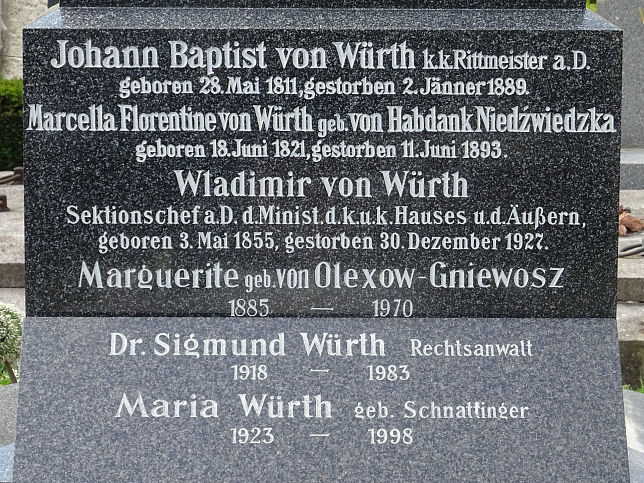 Johann Baptist von Würth k.k.Rittmeister a.D.
geboren 28. Mai 1811, gestorben 2. Jänner 1889.
Marcella Florentine von Würth geb. von Habdank Niedźwiedzka
geboren 18. Juni 1821, gestorben 11. Juni 1893.
Wladimir von Würth
Sektionschef a.D. d.Minist.d.k.u.k.Hauses u.d.Äußern,
geboren 3. Mai 1855, gestorben 30. Dezember 1927.
Marguerite geb. von Olexow-Gniewosz
1885 — 1970
Dr. Sigmund Würth Rechtsanwalt
1918 — 1983
Maria Würth geb. Schnattinger
1923 — 1998